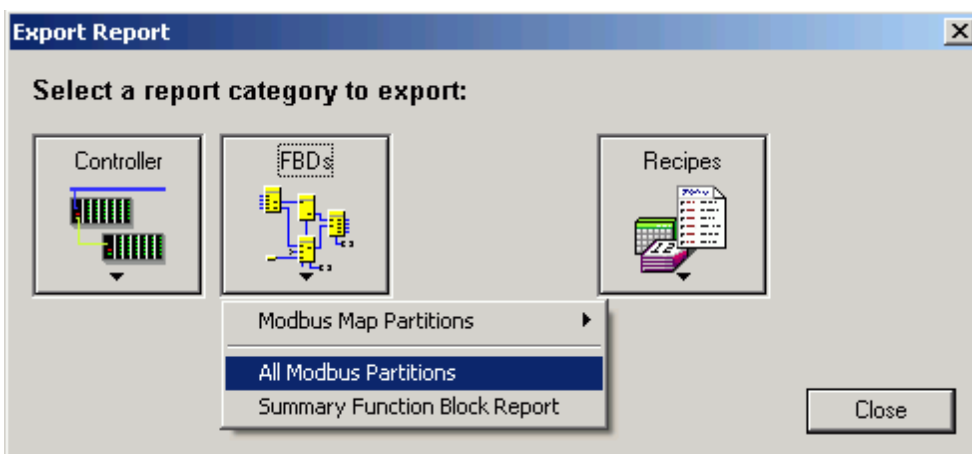 Export Report
Select a report category to export:
Controller
FBDs
Recipes
Modbus Map Partitions
All Modbus Partitions
Summary Function Block Report
Close